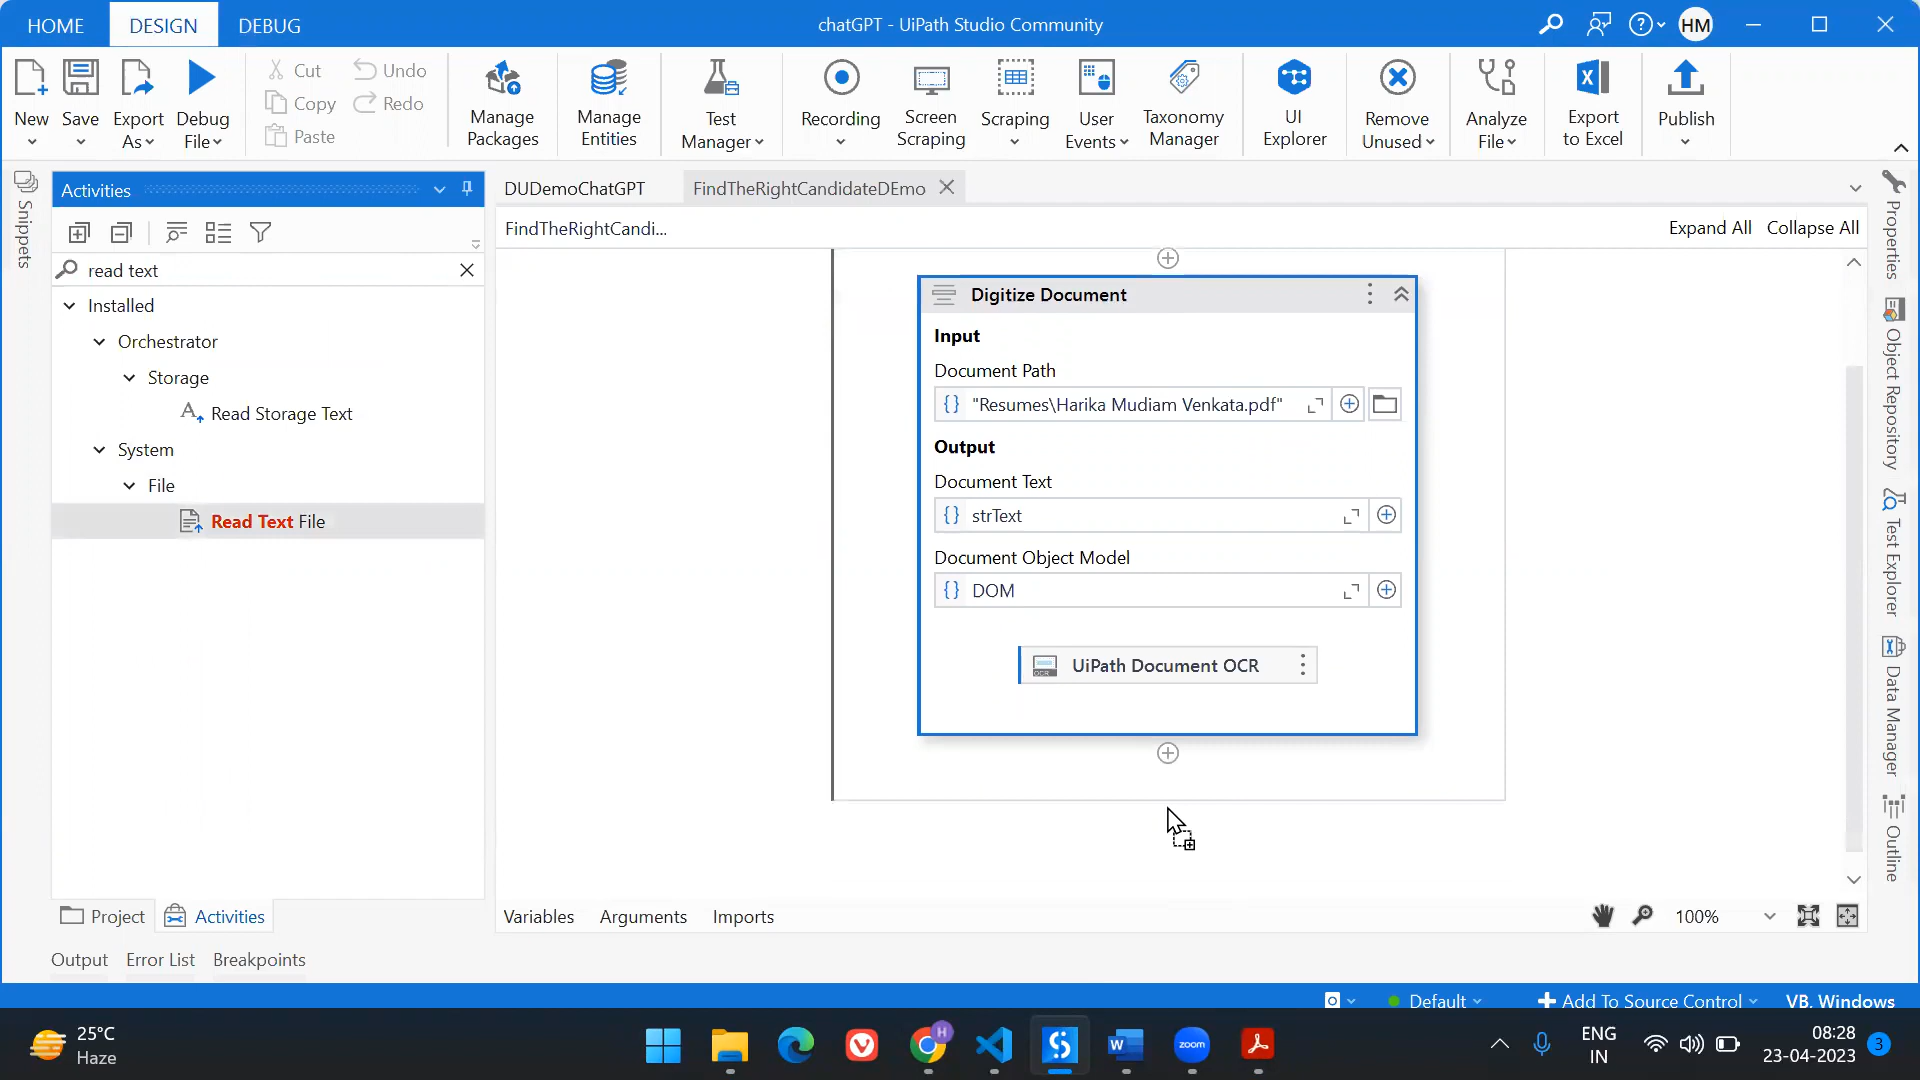 HOME DESIGN DEBUG chatGPT - UiPath Studio Community HM
New Save Export As Debug File Cut Copy Paste Undo Redo Manage Packages Manage Entities Test Manager Recording Screen Scraping Scraping User Events Taxonomy Manager UI Explorer Remove Unused Analyze File Export to Excel Publish
Snippets
Activities
read text
Installed
Orchestrator
Storage
Read Storage Text
System
File
Read Text File
DUDemoChatGPT FindTheRightCandidateDEmo
FindTheRightCandi... Expand All Collapse All
Digitize Document
Input
Document Path
"Resumes\Harika Mudiam Venkata.pdf"
Output
Document Text
strText
Document Object Model
DOM
OCR UiPath Document OCR
Properties
Object Repository
Test Explorer
Data Manager
Outline
Project Activities
Variables Arguments Imports 100%
Output Error List Breakpoints
Default Add To Source Control VB. Windows
25°C
Haze
H
zoom
ENG
IN
08:28
23-04-2023
3